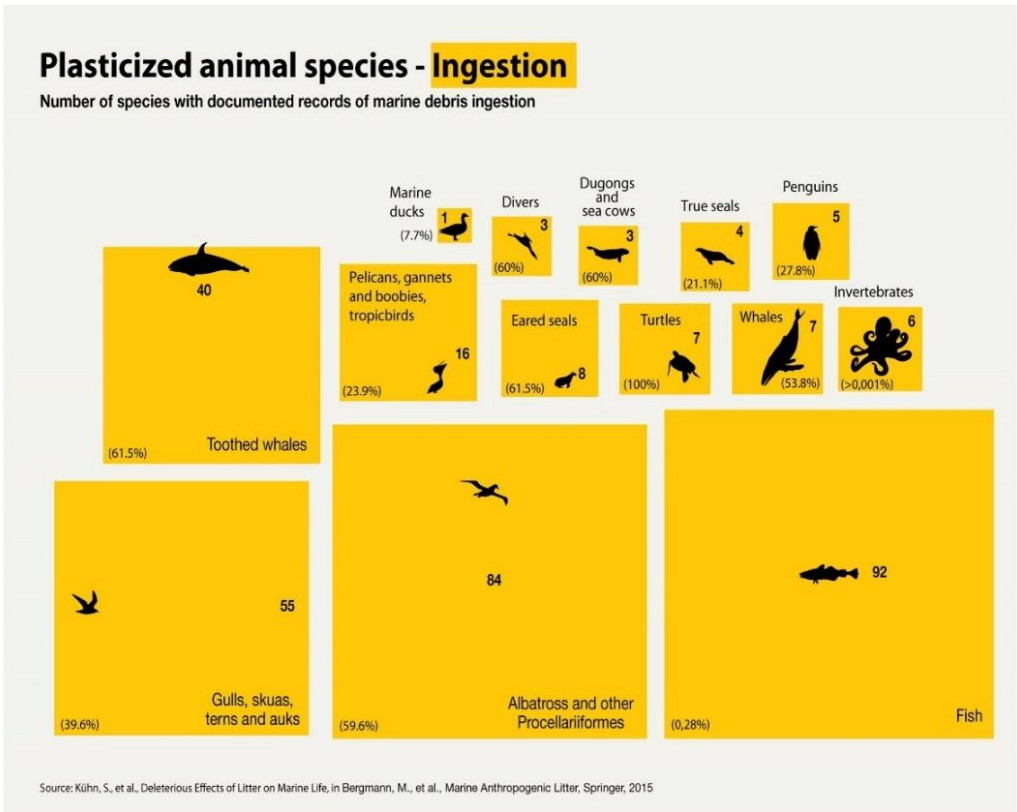 Plasticized animal species - Ingestion
Number of species with documented records of marine debris ingestion
Marine
ducks
(7.7%)
1
Divers
3
(60%)
Dugongs
and
sea cows
3
(60%)
True seals
4
(21.1%)
Penguins
5
(27.8%)
40
(61.5%)
Toothed whales
Pelicans, gannets
and boobies,
tropicbirds
16
(23.9%)
Eared seals
8
(61.5%)
Turtles
7
(100%)
Whales
7
(53.8%)
Invertebrates
6
(>0,001%)
55
Gulls, skuas,
terns and auks
(39.6%)
84
Albatross and other
Procellariiformes
(59.6%)
92
Fish
(0,28%)
Source: Kühn, S., et al., Deleterious Effects of Litter on Marine Life, in Bergmann, M., et al., Marine Anthropogenic Litter, Springer, 2015